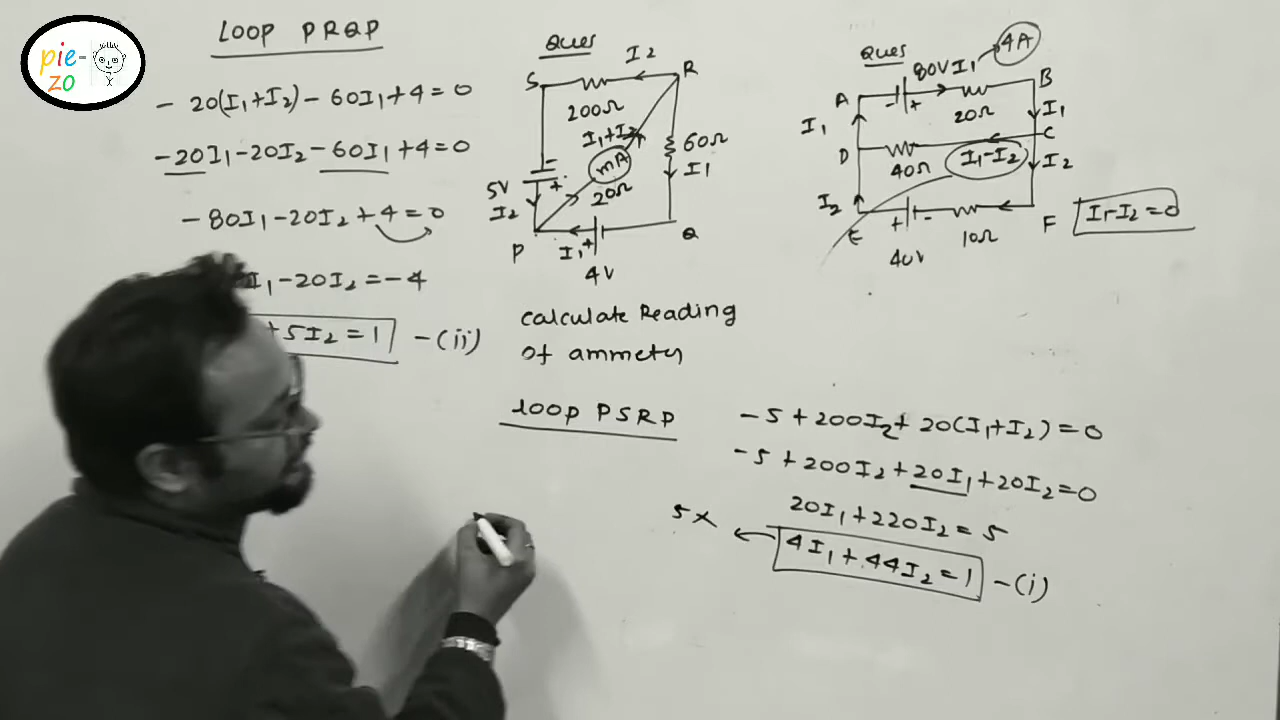 pie-
zo
LOOP PRQP
- 20(I1+I2) - 60I1 + 4 = 0
- 20I1 - 20I2 - 60I1 + 4 = 0
- 80I1 - 20I2 + 4 = 0
I1 - 20I2 = - 4
+ 5I2 = 1 - (ii)
Ques
I2
S
R
200Ω
I1+I2
mA
20Ω
60Ω
I1
5V
- +
I2
P
I1 +
Q
4V
calculate Reading
of ammeter
Ques
80V I1
4A
A
- +
20Ω
B
I1
I1
C
D
40Ω
I1-I2
I2
I2
E
+ -
10Ω
F
40V
I1-I2 = 0
loop PSRP
- 5 + 200I2 + 20(I1+I2) = 0
- 5 + 200I2 + 20I1 + 20I2 = 0
20I1 + 220I2 = 5
5 ×
4I1 + 44I2 = 1 - (i)